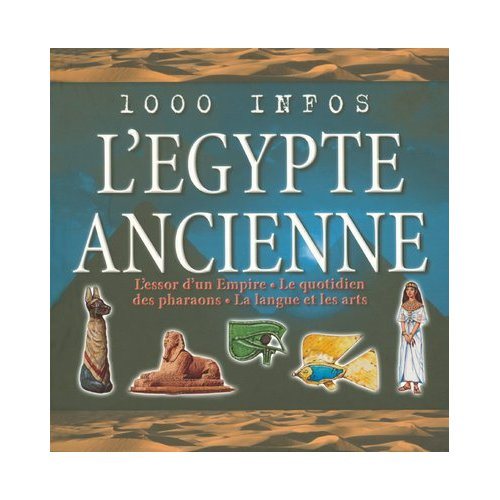 1000 INFOS
L'EGYPTE
ANCIENNE
L'essor d'un Empire • Le quotidien
des pharaons • La langue et les arts